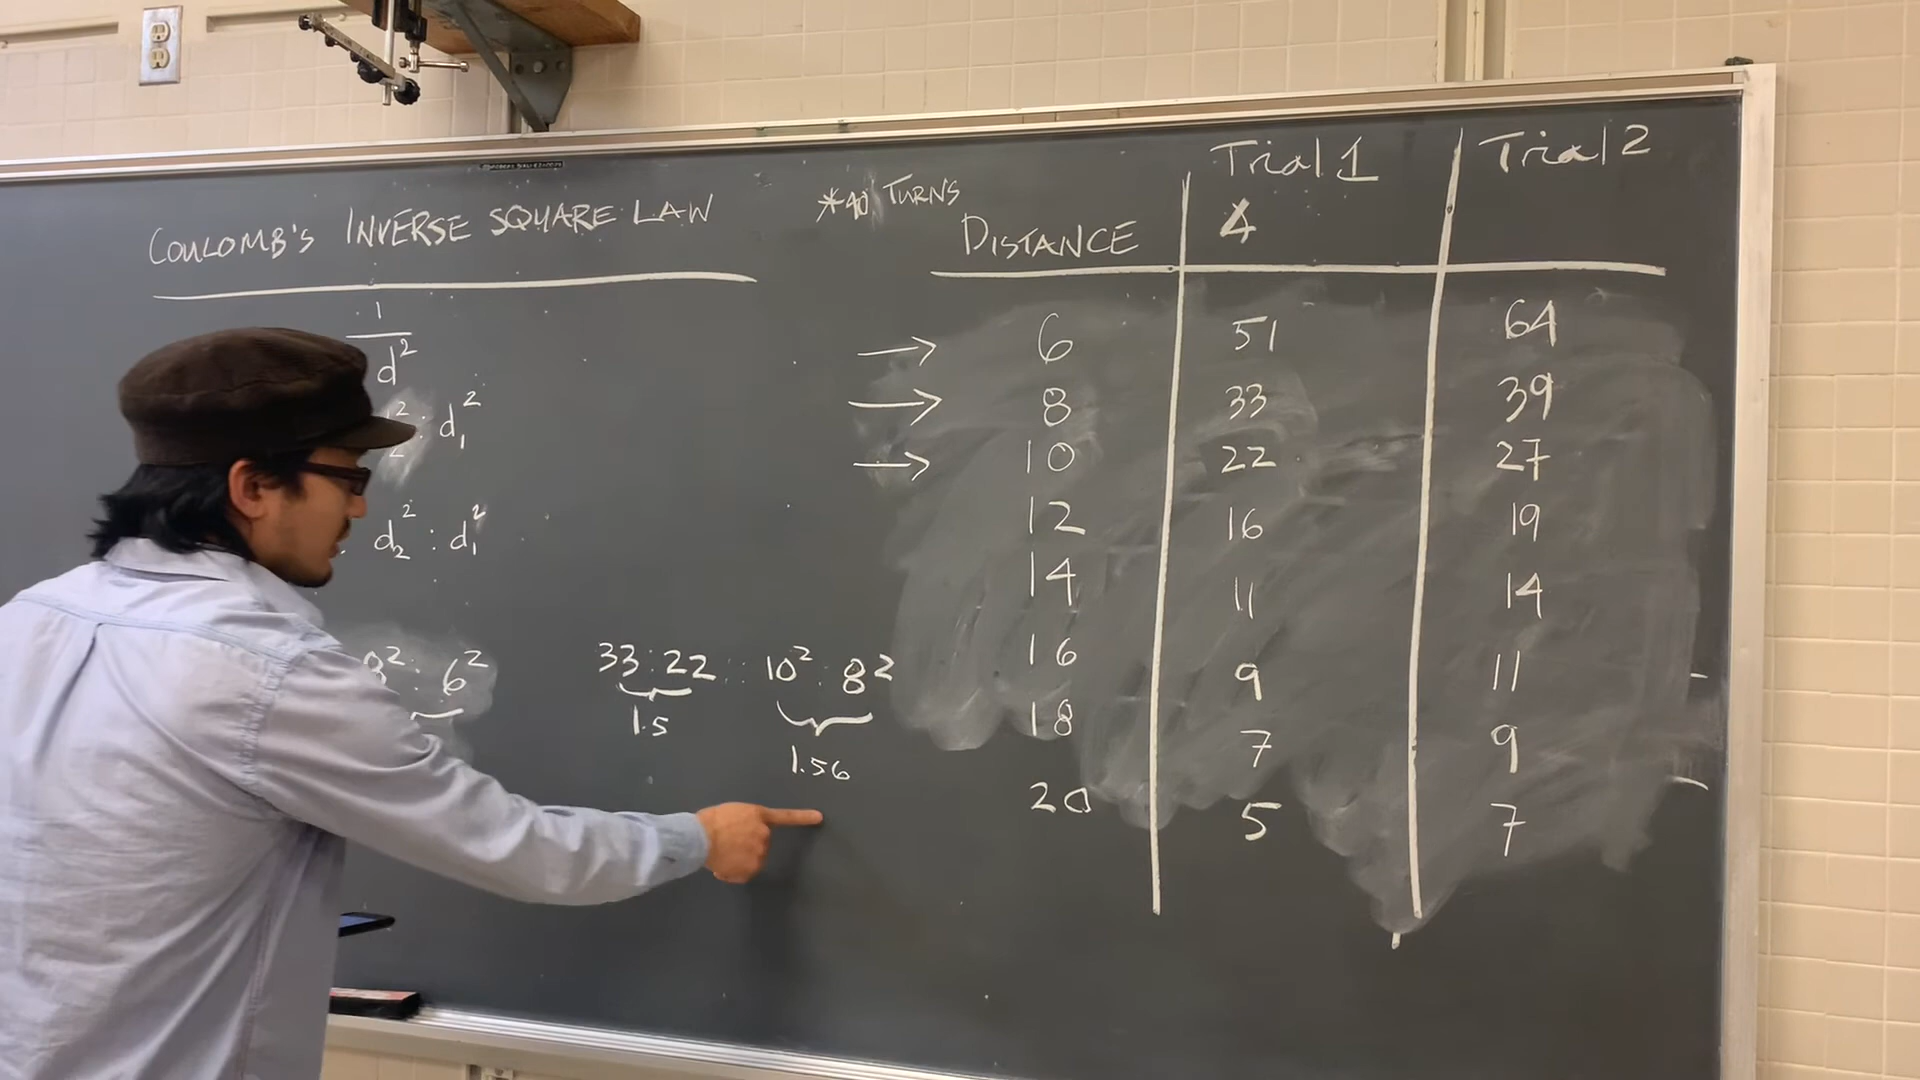 COULOMB'S INVERSE SQUARE LAW
1
d²
: d₁²
d₂² : d₁²
8² : 6²
33 : 22 :: 10² : 8²
1.5
1.56
*40 TURNS
DISTANCE Trial 1 Trial 2
4
→ 6 51 64
→ 8 33 39
→ 10 22 27
12 16 19
14 11 14
16 9 11
18 7 9
20 5 7